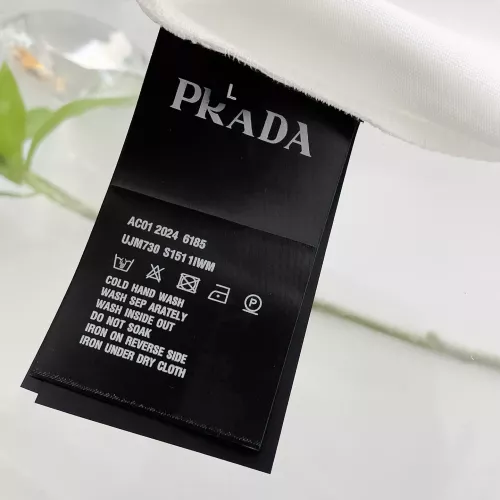 L
PRADA
AC01 2024 6185
UJM730 S151 1IWM
P
COLD HAND WASH
WASH SEP ARATELY
WASH INSIDE OUT
DO NOT SOAK
IRON ON REVERSE SIDE
IRON UNDER DRY CLOTH